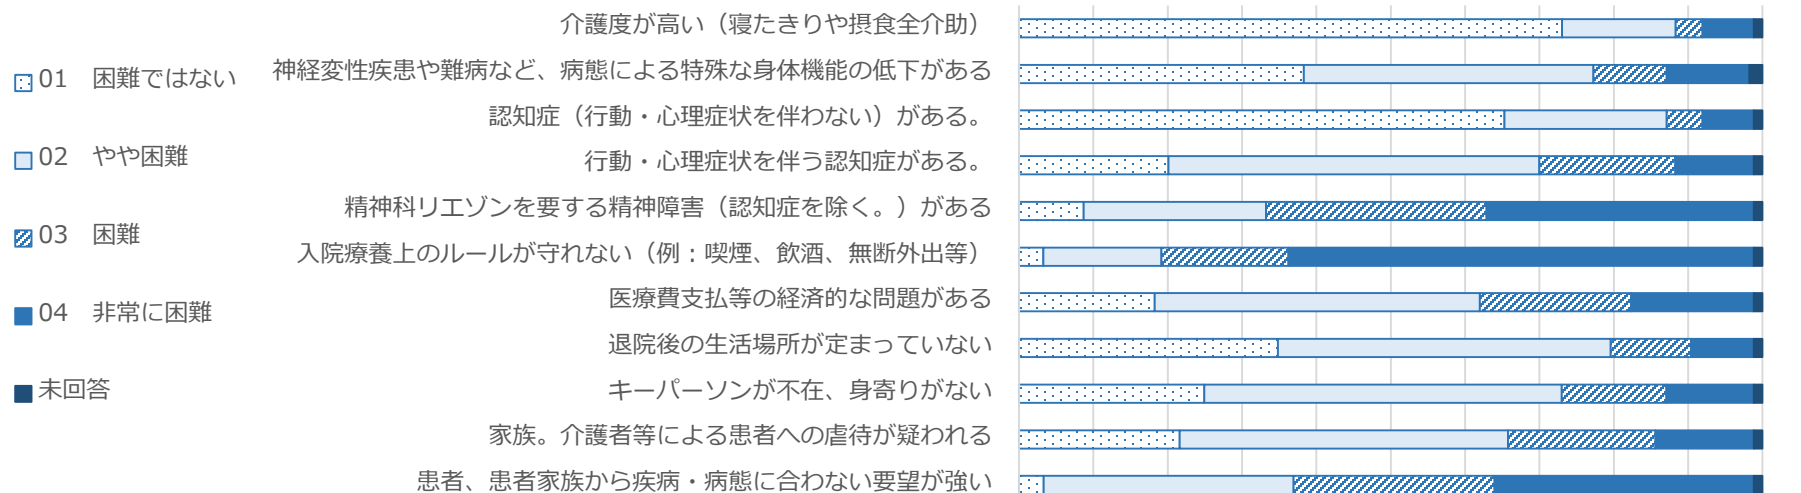 01 困難ではない
02 やや困難
03 困難
04 非常に困難
未回答
介護度が高い（寝たきりや摂食全介助）
神経変性疾患や難病など、病態による特殊な身体機能の低下がある
認知症（行動・心理症状を伴わない）がある。
行動・心理症状を伴う認知症がある。
精神科リエゾンを要する精神障害（認知症を除く。）がある
入院療養上のルールが守れない（例：喫煙、飲酒、無断外出等）
医療費支払等の経済的な問題がある
退院後の生活場所が定まっていない
キーパーソンが不在、身寄りがない
家族。介護者等による患者への虐待が疑われる
患者、患者家族から疾病・病態に合わない要望が強い